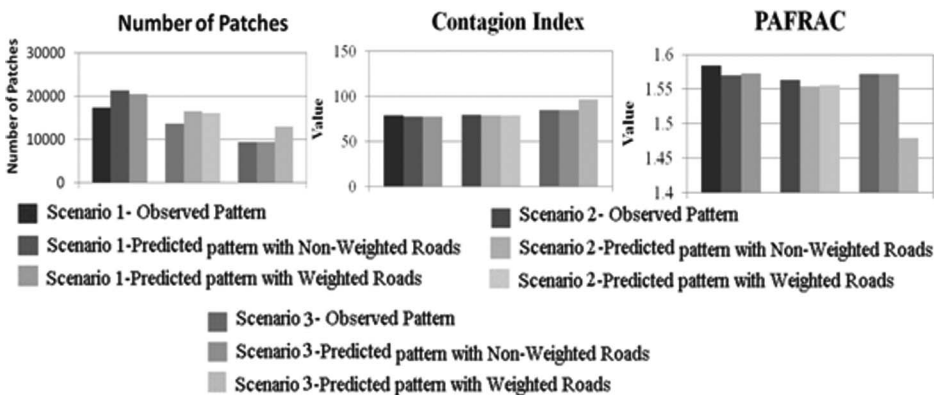 Number of Patches
Contagion Index
PAFRAC
Number of Patches
30000
20000
10000
0
Value
150
100
50
0
Value
1.6
1.55
1.5
1.45
1.4
Scenario 1- Observed Pattern
Scenario 1-Predicted pattern with Non-Weighted Roads
Scenario 1-Predicted pattern with Weighted Roads
Scenario 2- Observed Pattern
Scenario 2-Predicted pattern with Non-Weighted Roads
Scenario 2-Predicted pattern with Weighted Roads
Scenario 3- Observed Pattern
Scenario 3-Predicted pattern with Non-Weighted Roads
Scenario 3-Predicted pattern with Weighted Roads